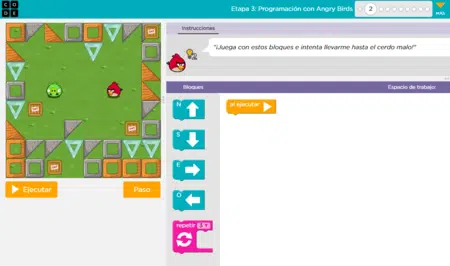 C O
D E
Etapa 3: Programación con Angry Birds
2
MÁS
Instrucciones
"¡Juega con estos bloques e intenta llevarme hasta el cerdo malo!"
Bloques
Espacio de trabajo:
N
al ejecutar
S
E
O
repetir
Ejecutar
Paso